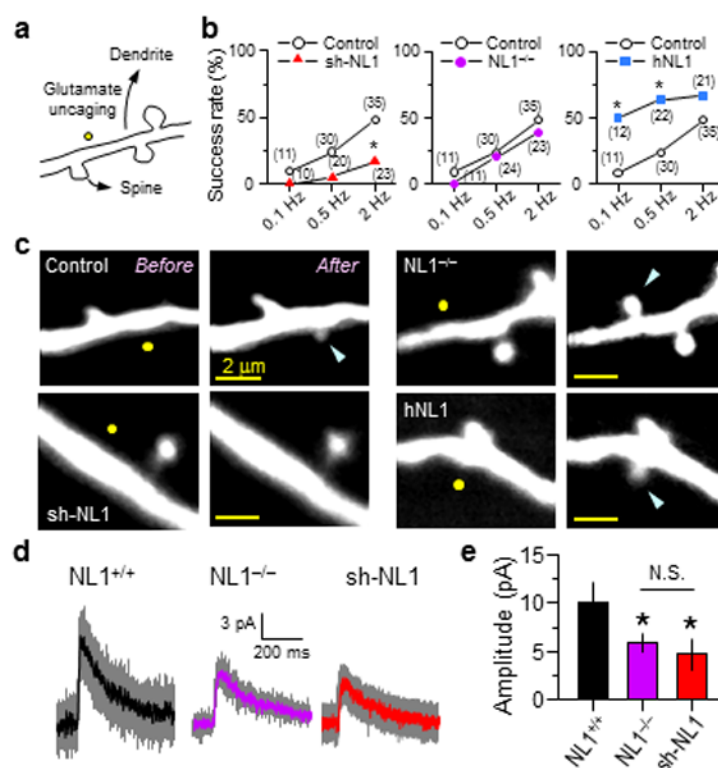 a
Dendrite
Glutamate
uncaging
Spine
b
Success rate (%)
100
50
0
Control
sh-NL1
(11)
(30)
(35)
(10)
(20)
(23)
*
0.1 Hz
0.5 Hz
2 Hz
100
50
0
Control
NL1−/−
(11)
(30)
(35)
(11)
(24)
(23)
0.1 Hz
0.5 Hz
2 Hz
100
50
0
Control
hNL1
*
*
(21)
(12)
(22)
(11)
(30)
(35)
0.1 Hz
0.5 Hz
2 Hz
c
Control
Before
After
2 μm
NL1−/−
sh-NL1
hNL1
d
NL1+/+
NL1−/−
sh-NL1
3 pA
200 ms
e
Amplitude (pA)
15
10
5
0
N.S.
*
*
NL1+/+
NL1−/−
sh-NL1